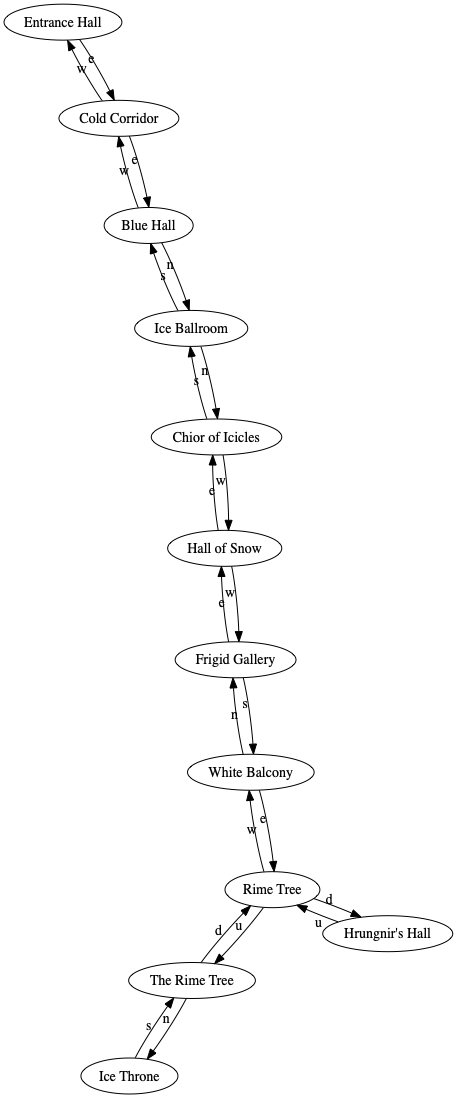 Entrance Hall
e
w
Cold Corridor
e
w
Blue Hall
n
s
Ice Ballroom
n
s
Chior of Icicles
w
e
Hall of Snow
w
e
Frigid Gallery
s
n
White Balcony
e
w
Rime Tree
d
u
d
u
Hrungnir's Hall
The Rime Tree
n
s
Ice Throne